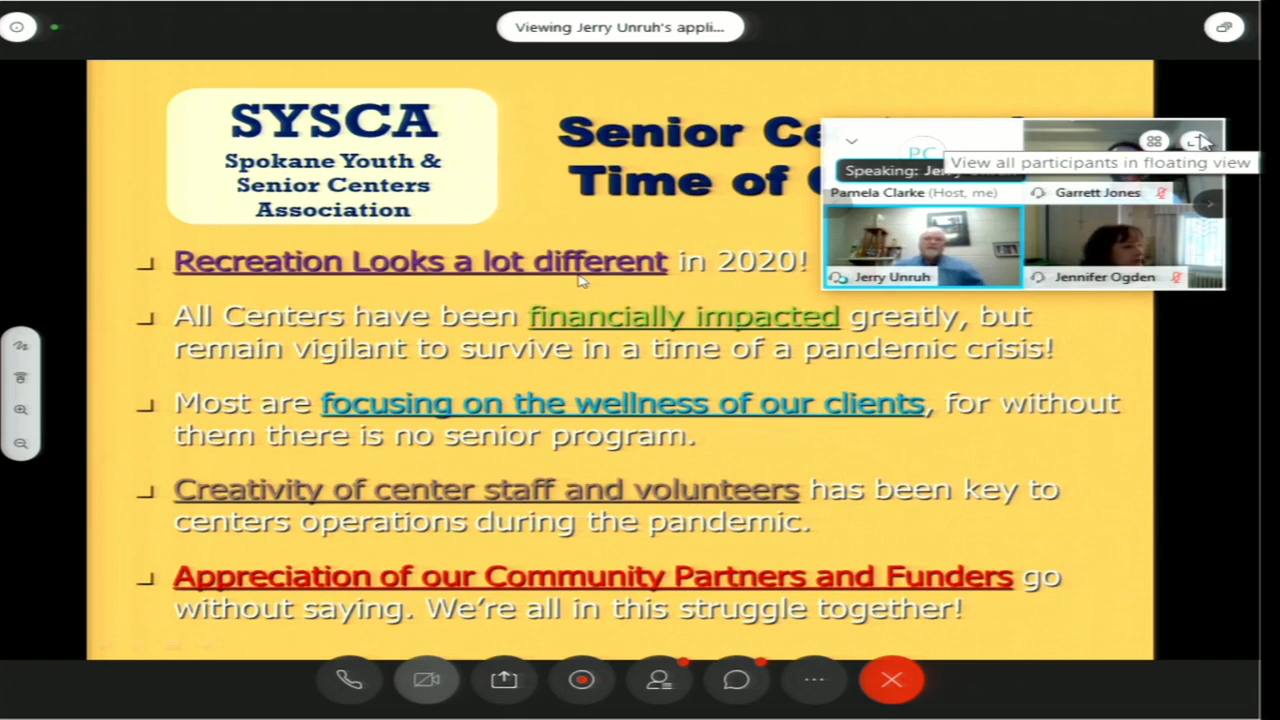 Viewing Jerry Unruh's appli...
SYSCA
Spokane Youth &
Senior Centers
Association
Senior
Time of
PC
View all participants in floating view
Speaking:
Pamela Clarke (Host, me)
Garrett Jones
Jerry Unruh
Jennifer Ogden
Recreation Looks a lot different in 2020!
All Centers have been financially impacted greatly, but
remain vigilant to survive in a time of a pandemic crisis!
Most are focusing on the wellness of our clients, for without
them there is no senior program.
Creativity of center staff and volunteers has been key to
centers operations during the pandemic.
Appreciation of our Community Partners and Funders go
without saying. We're all in this struggle together!